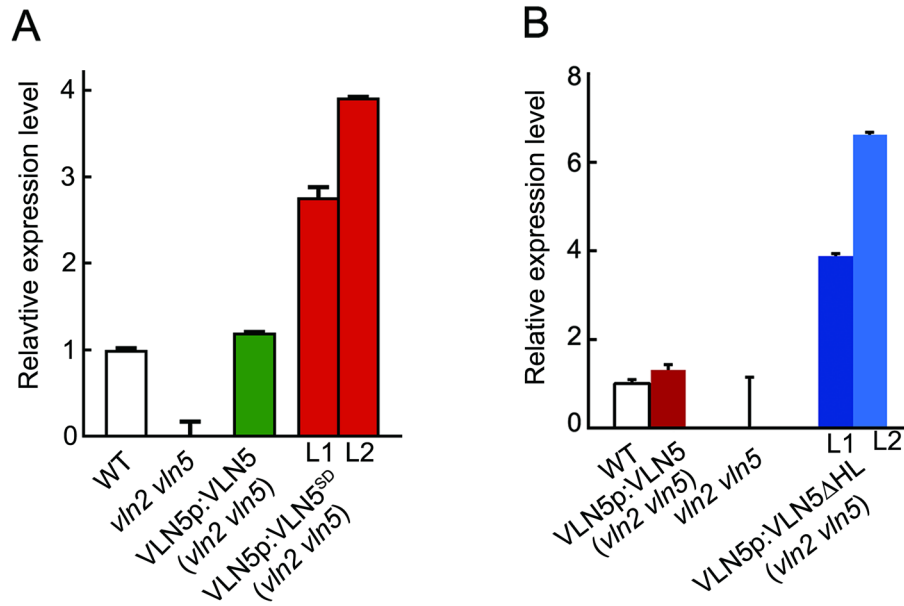 A
Relavtive expression level
4
3
2
1
0
WT
vln2 vln5
VLN5p:VLN5
(vln2 vln5)
L1 L2
VLN5p:VLN5ˢᴰ
(vln2 vln5)
B
Relative expression level
8
6
4
2
0
WT
VLN5p:VLN5
(vln2 vln5)
vln2 vln5
L1 L2
VLN5p:VLN5ΔHL
(vln2 vln5)